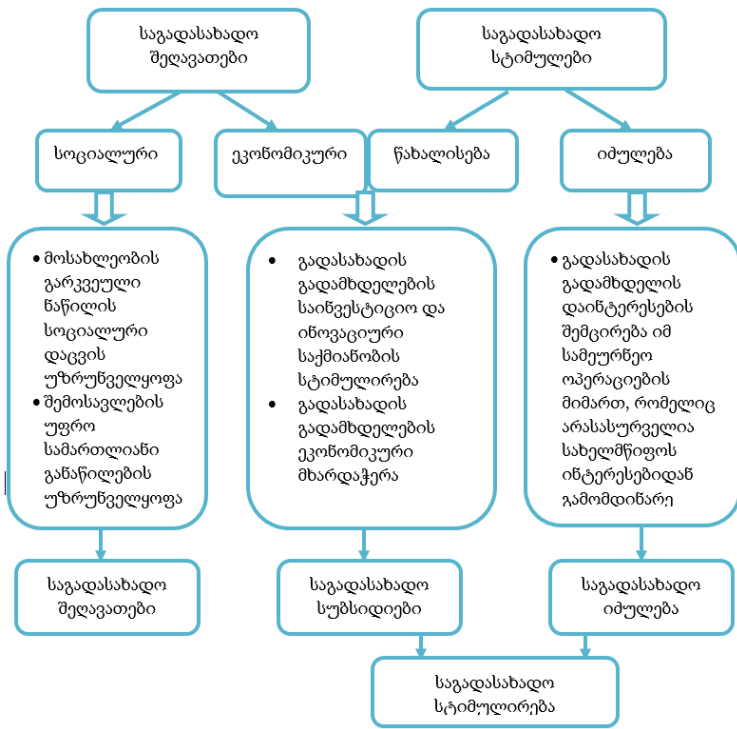 საგადასახადო
შეღავათები
საგადასახადო
სტიმულები
სოციალური
ეკონომიკური
წახალისება
იძულება
• მოსახლეობის
გარკვეული
ნაწილის
სოციალური
დაცვის
უზრუნველყოფა
• შემოსავლების
უფრო
სამართლიანი
განაწილების
უზრუნველყოფა
• გადასახადის
გადამხდელების
საინვესტიციო და
ინოვაციური
საქმიანობის
სტიმულირება
• გადასახადის
გადამხდელების
ეკონომიკური
მხარდაჭერა
• გადასახადის
გადამხდელის
დაინტერესების
შემცირება იმ
სამეურნეო
ოპერაციების
მიმართ, რომელიც
არასასურველია
სახელმწიფოს
ინტერესებიდან
გამომდინარე
საგადასახადო
შეღავათები
საგადასახადო
სუბსიდიები
საგადასახადო
იძულება
საგადასახადო
სტიმულირება